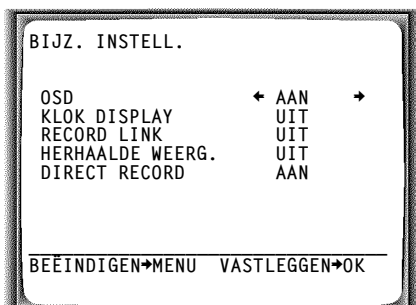 BIJZ. INSTELL.
OSD ← AAN →
KLOK DISPLAY UIT
RECORD LINK UIT
HERHAALDE WEERG. UIT
DIRECT RECORD AAN
BEËINDIGEN→MENU VASTLEGGEN→OK